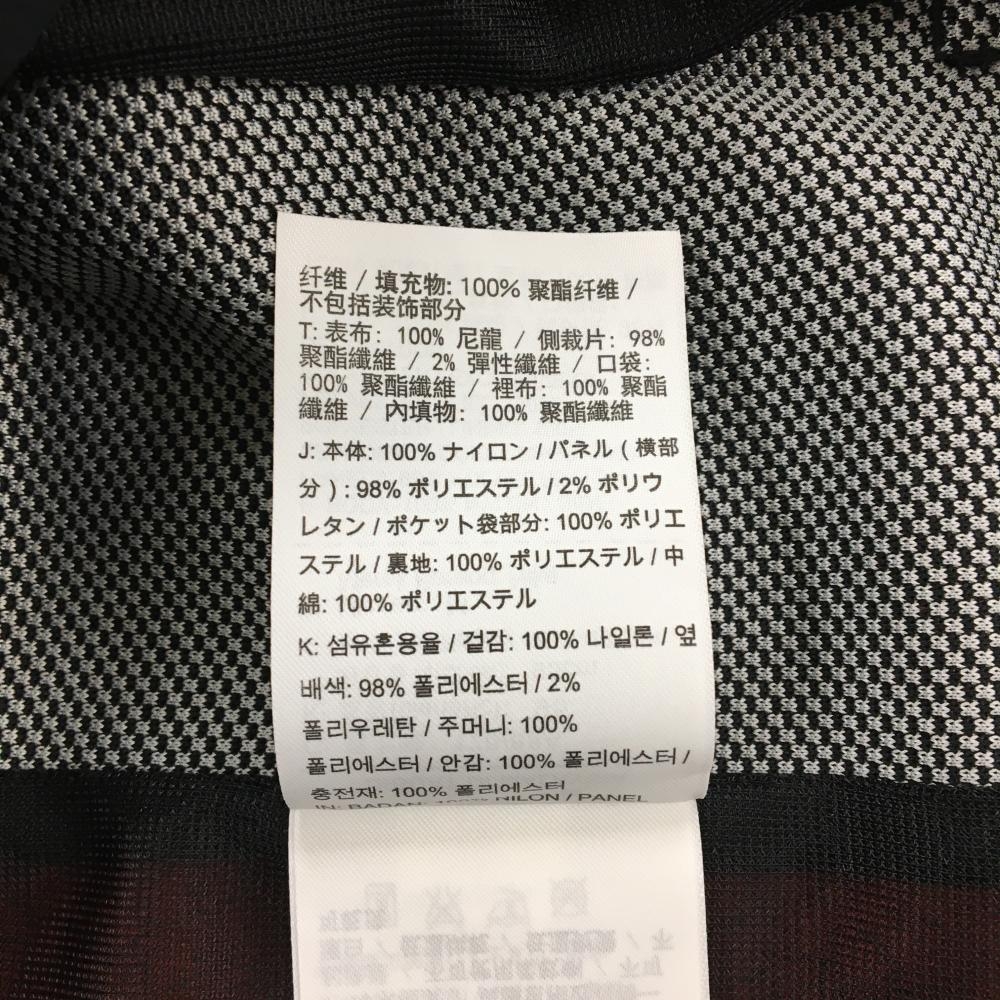 纤维 / 填充物: 100% 聚酯纤维 /
不包括装饰部分
T: 表布: 100% 尼龍 / 側裁片: 98%
聚酯纖維 / 2% 彈性纖維 / 口袋:
100% 聚酯纖維 / 裡布: 100% 聚酯
纖維 / 內填物: 100% 聚酯纖維
J: 本体: 100% ナイロン / パネル ( 横部
分 ) : 98% ポリエステル / 2% ポリウ
レタン / ポケット袋部分: 100% ポリエ
ステル / 裏地: 100% ポリエステル / 中
綿: 100% ポリエステル
K: 섬유혼용율 / 겉감: 100% 나일론 / 옆
배색: 98% 폴리에스터 / 2%
폴리우레탄 / 주머니: 100%
폴리에스터 / 안감: 100% 폴리에스터 /
충전재: 100% 폴리에스터
IN: BADAN: 100% NILON / PANEL